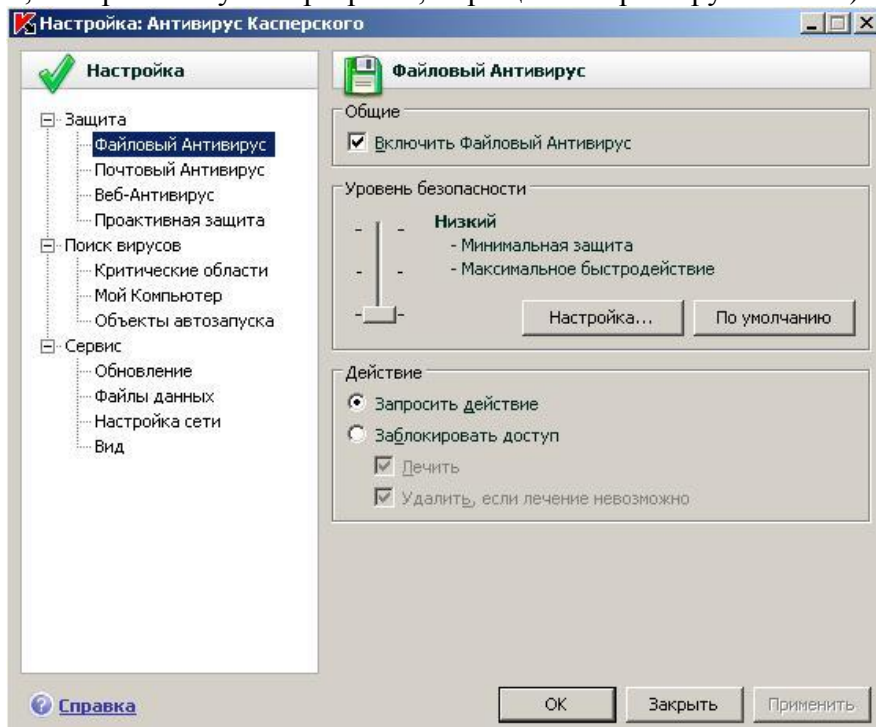 Настройка: Антивирус Касперского
Настройка
Защита
Файловый Антивирус
Почтовый Антивирус
Веб-Антивирус
Проактивная защита
Поиск вирусов
Критические области
Мой Компьютер
Объекты автозапуска
Сервис
Обновление
Файлы данных
Настройка сети
Вид
Файловый Антивирус
Общие
Включить Файловый Антивирус
Уровень безопасности
Низкий
- Минимальная защита
- Максимальное быстродействие
Настройка... По умолчанию
Действие
Запросить действие
Заблокировать доступ
Лечить
Удалить, если лечение невозможно
Справка
ОК Закрыть Применить